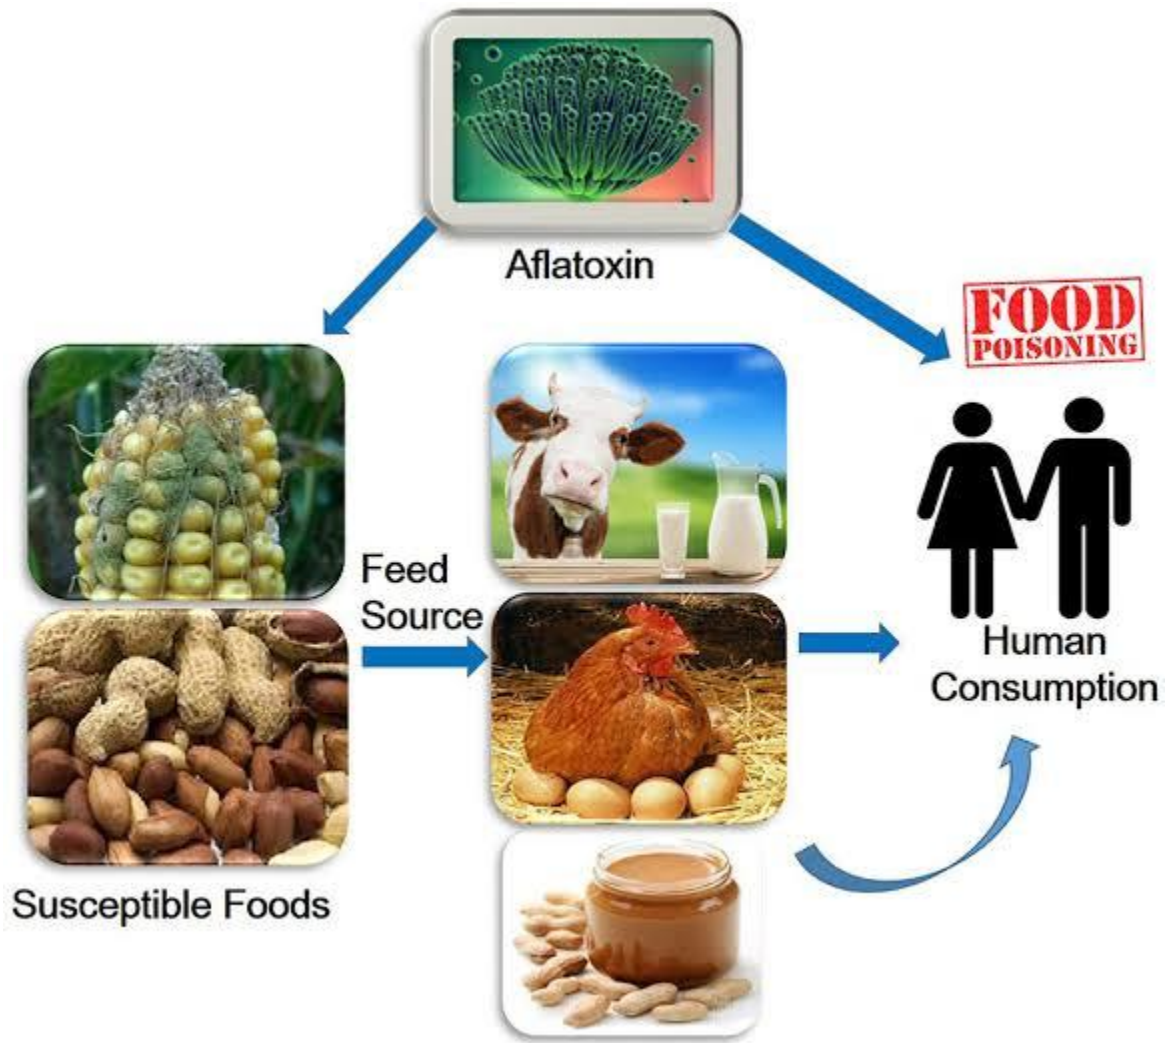 Aflatoxin
FOOD
POISONING
Feed
Source
Human
Consumption
Susceptible Foods